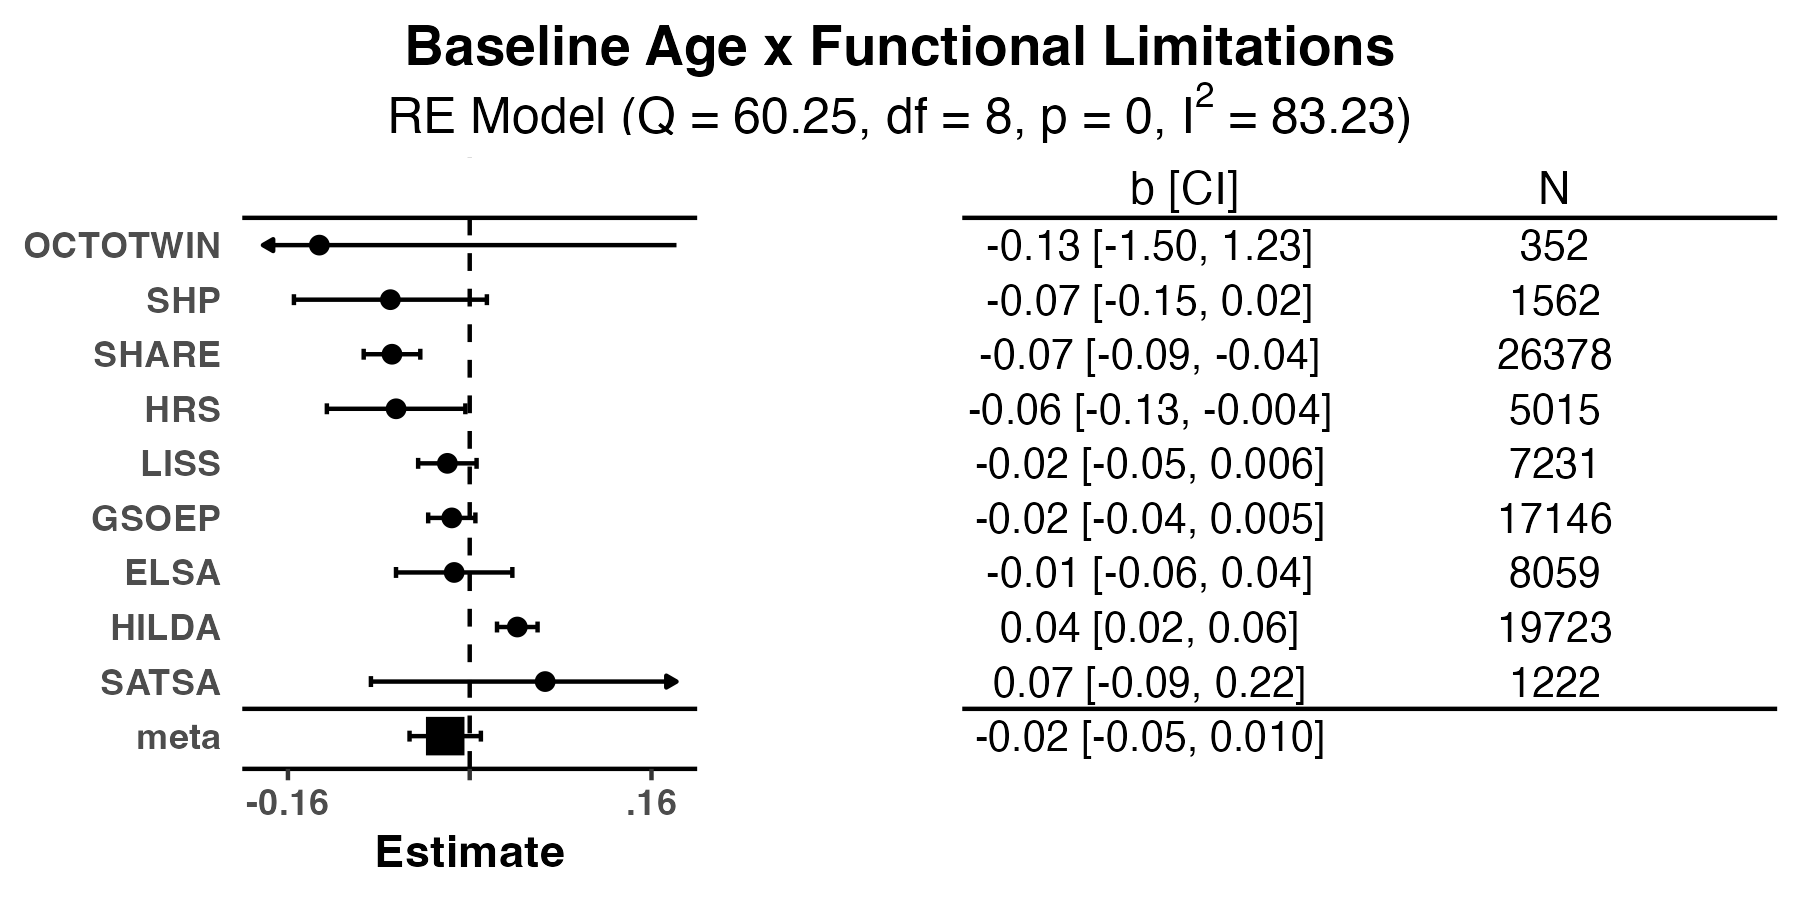 Baseline Age x Functional Limitations
RE Model (Q = 60.25, df = 8, p = 0, I² = 83.23)
b [CI] N
OCTOTWIN -0.13 [-1.50, 1.23] 352
SHP -0.07 [-0.15, 0.02] 1562
SHARE -0.07 [-0.09, -0.04] 26378
HRS -0.06 [-0.13, -0.004] 5015
LISS -0.02 [-0.05, 0.006] 7231
GSOEP -0.02 [-0.04, 0.005] 17146
ELSA -0.01 [-0.06, 0.04] 8059
HILDA 0.04 [0.02, 0.06] 19723
SATSA 0.07 [-0.09, 0.22] 1222
meta -0.02 [-0.05, 0.010]
-0.16 .16
Estimate